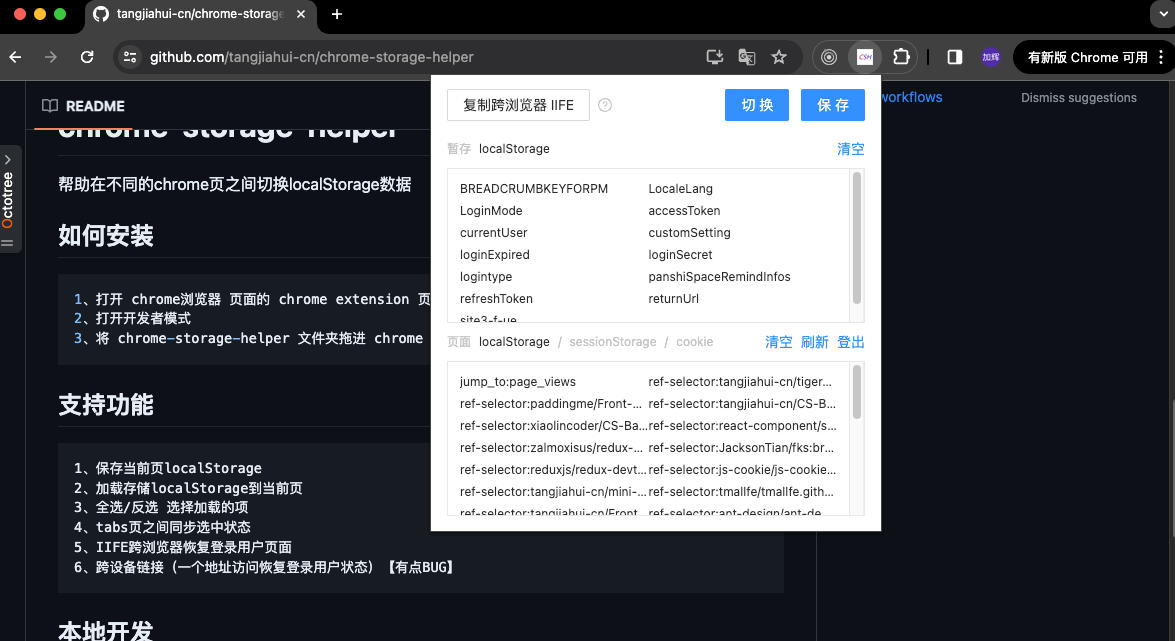 tangjiahui-cn/chrome-storage
github.com/tangjiahui-cn/chrome-storage-helper
CSH
加辉
有新版 Chrome 可用
README
workflows
Dismiss suggestions
chrome-storage-helper
Octotree
帮助在不同的chrome页之间切换localStorage数据
如何安装
1、打开 chrome浏览器 页面的 chrome extension 页
2、打开开发者模式
3、将 chrome-storage-helper 文件夹拖进 chrome
支持功能
1、保存当前页localStorage
2、加载存储localStorage到当前页
3、全选/反选 选择加载的项
4、tabs页之间同步选中状态
5、IIFE跨浏览器恢复登录用户页面
6、跨设备链接（一个地址访问恢复登录用户状态）【有点BUG】
本地开发
复制跨浏览器 IIFE
切 换
保 存
暂存 localStorage
清空
BREADCRUMBKEYFORPM LocaleLang
LoginMode accessToken
currentUser customSetting
loginExpired loginSecret
logintype panshiSpaceRemindInfos
refreshToken returnUrl
site3-f-ue
页面 localStorage / sessionStorage / cookie
清空 刷新 登出
jump_to:page_views ref-selector:tangjiahui-cn/tiger...
ref-selector:paddingme/Front-... ref-selector:tangjiahui-cn/CS-B...
ref-selector:xiaolincoder/CS-Ba... ref-selector:react-component/s...
ref-selector:zalmoxisus/redux-... ref-selector:JacksonTian/fks:br...
ref-selector:reduxjs/redux-devt... ref-selector:js-cookie/js-cookie...
ref-selector:tangjiahui-cn/mini-... ref-selector:tmallfe/tmallfe.gith...
ref-selector:tangjiahui-cn/Front ref-selector:ant-design/ant-de